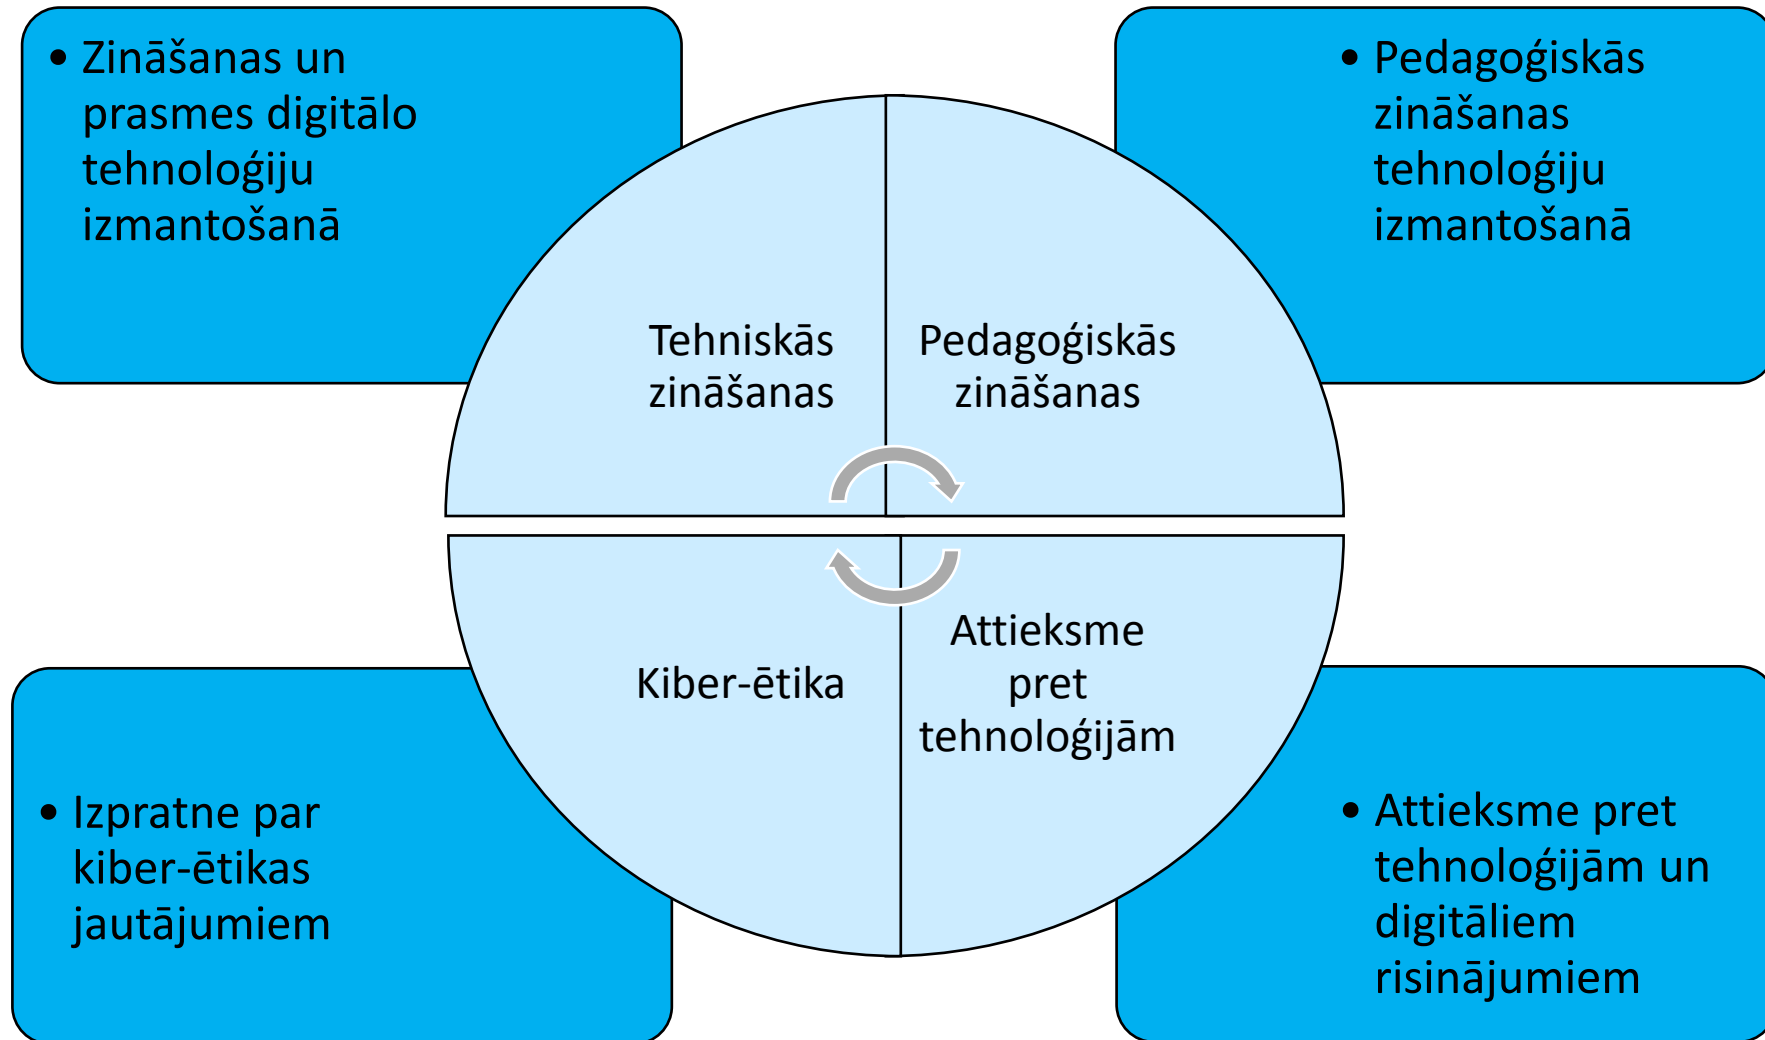 • Zināšanas un
prasmes digitālo
tehnoloģiju
izmantošanā
• Pedagoģiskās
zināšanas
tehnoloģiju
izmantošanā
Tehniskās
zināšanas
Pedagoģiskās
zināšanas
Kiber-ētika
Attieksme
pret
tehnoloģijām
• Izpratne par
kiber-ētikas
jautājumiem
• Attieksme pret
tehnoloģijām un
digitāliem
risinājumiem